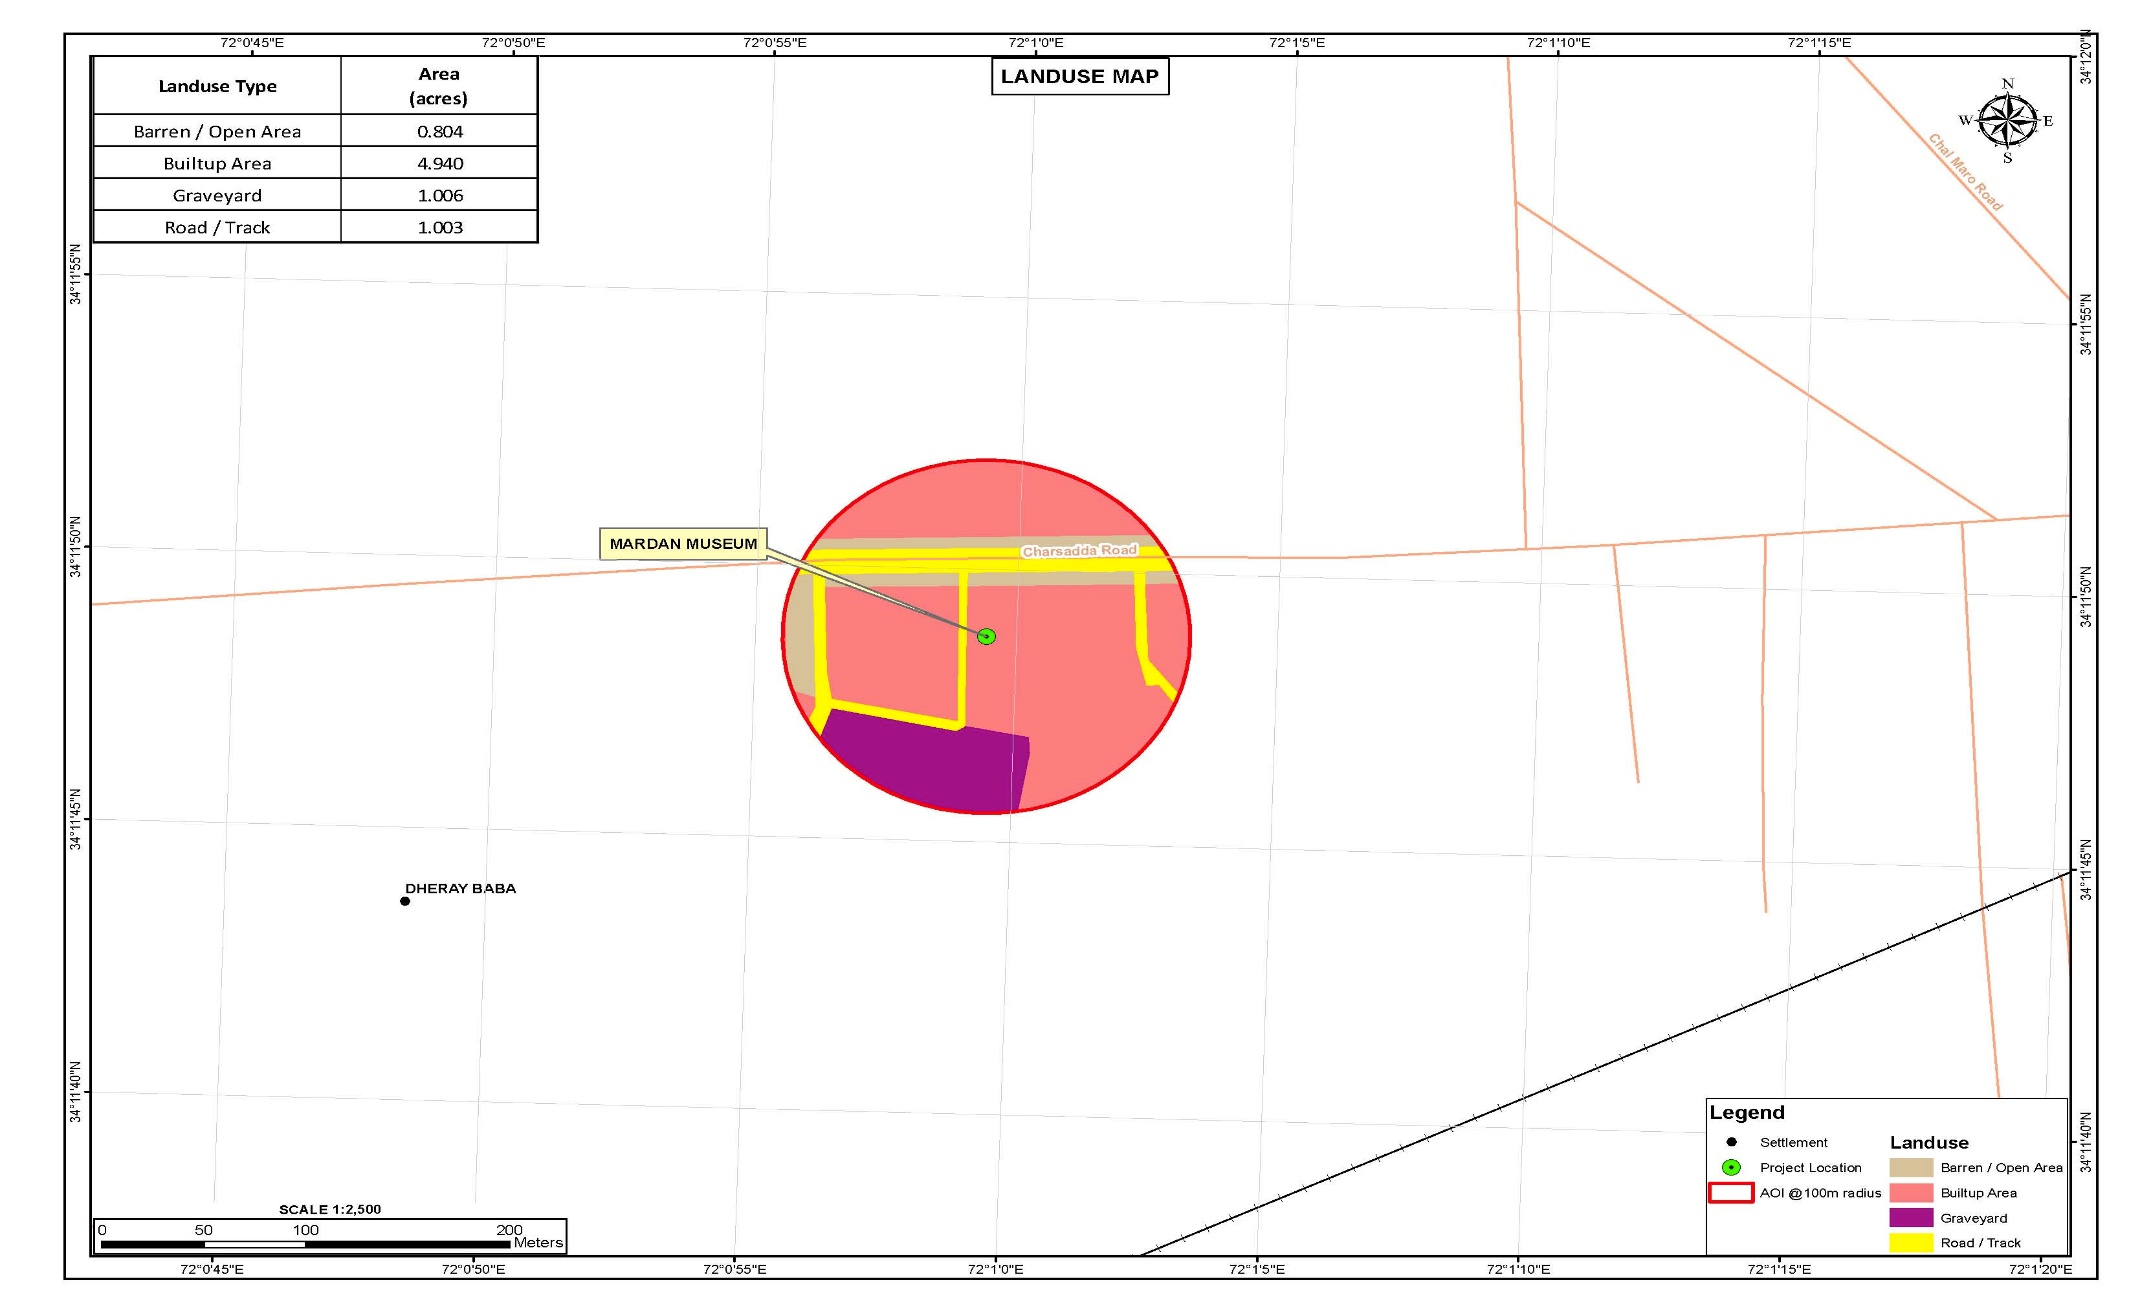 72°0'45"E 72°0'50"E 72°0'55"E 72°1'0"E 72°1'5"E 72°1'10"E 72°1'15"E
34°12'0"N
LANDUSE MAP
Landuse Type Area (acres)
Barren / Open Area 0.804
Builtup Area 4.940
Graveyard 1.006
Road / Track 1.003
N
W E
S
Chal Maro Road
34°11'55"N
34°11'55"N
MARDAN MUSEUM
Charsadda Road
34°11'50"N
34°11'50"N
34°11'45"N
34°11'45"N
DHERAY BABA
34°11'40"N
34°11'40"N
Legend
Settlement
Project Location
AOI @100m radius
Landuse
Barren / Open Area
Builtup Area
Graveyard
Road / Track
SCALE 1:2,500
0 50 100 200
Meters
72°0'45"E 72°0'50"E 72°0'55"E 72°1'0"E 72°1'5"E 72°1'10"E 72°1'15"E 72°1'20"E